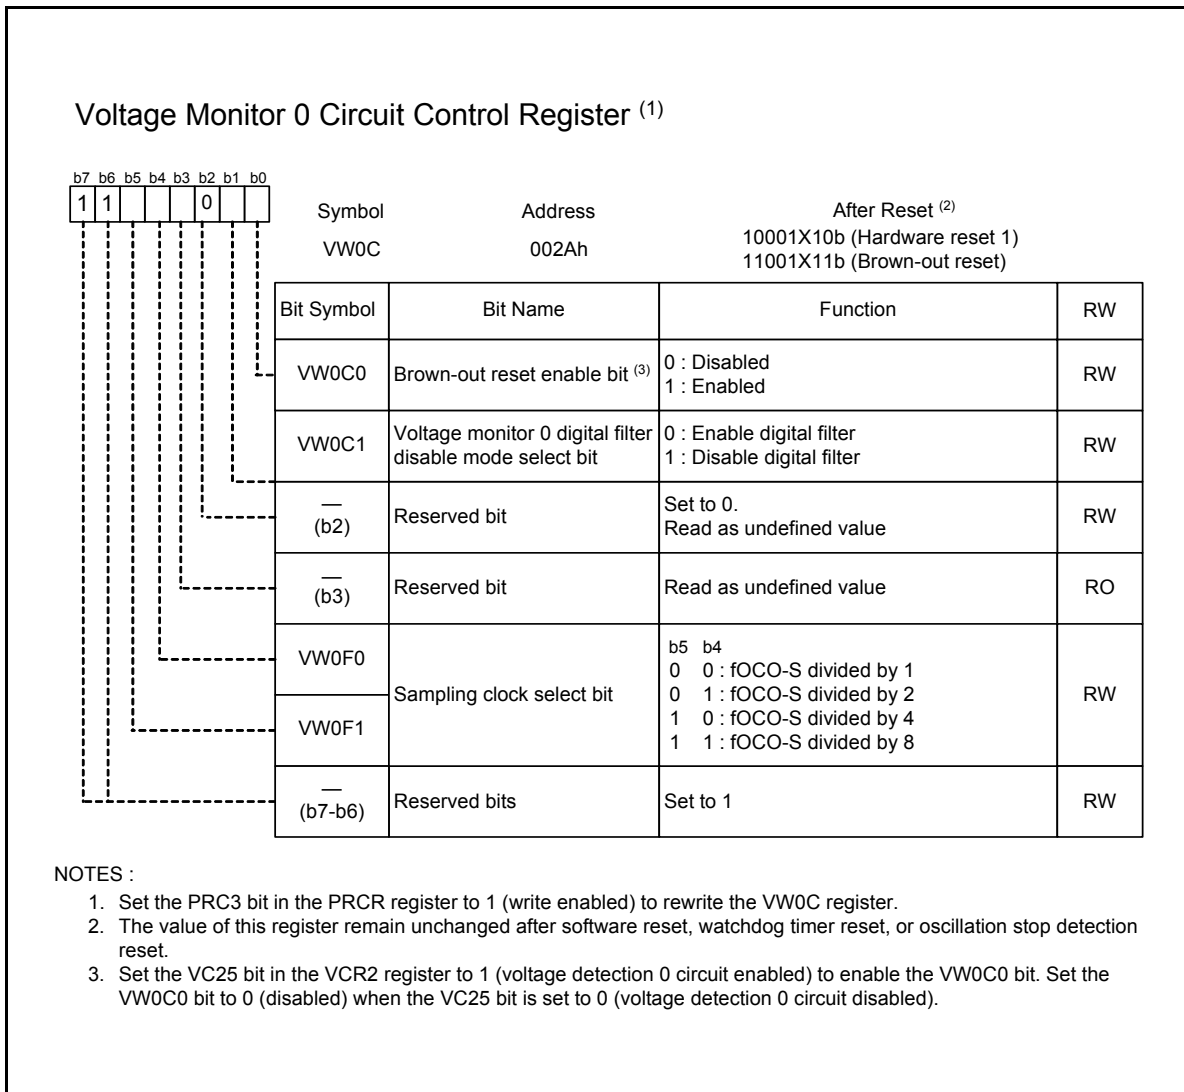 Voltage Monitor 0 Circuit Control Register (1)
b7 b6 b5 b4 b3 b2 b1 b0
1 1 0
Symbol Address After Reset (2)
VW0C 002Ah 10001X10b (Hardware reset 1)
11001X11b (Brown-out reset)
Bit Symbol Bit Name Function RW
VW0C0 Brown-out reset enable bit (3) 0 : Disabled
1 : Enabled RW
VW0C1 Voltage monitor 0 digital filter
disable mode select bit 0 : Enable digital filter
1 : Disable digital filter RW
—
(b2) Reserved bit Set to 0.
Read as undefined value RW
—
(b3) Reserved bit Read as undefined value RO
VW0F0
VW0F1
Sampling clock select bit
b5 b4
0 0 : fOCO-S divided by 1
0 1 : fOCO-S divided by 2
1 0 : fOCO-S divided by 4
1 1 : fOCO-S divided by 8
RW
—
(b7-b6) Reserved bits Set to 1 RW
NOTES :
1. Set the PRC3 bit in the PRCR register to 1 (write enabled) to rewrite the VW0C register.
2. The value of this register remain unchanged after software reset, watchdog timer reset, or oscillation stop detection
reset.
3. Set the VC25 bit in the VCR2 register to 1 (voltage detection 0 circuit enabled) to enable the VW0C0 bit. Set the
VW0C0 bit to 0 (disabled) when the VC25 bit is set to 0 (voltage detection 0 circuit disabled).